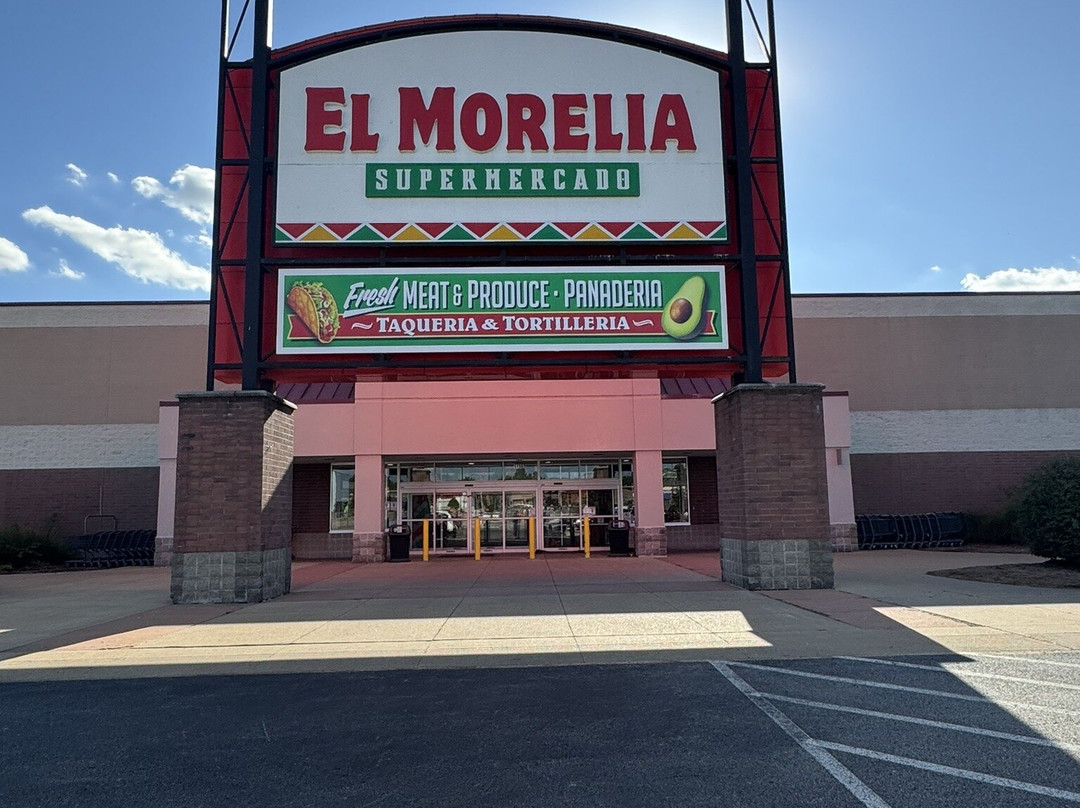 EL MORELIA
SUPERMERCADO
Fresh MEAT & PRODUCE · PANADERIA
~ TAQUERIA & TORTILLERIA ~